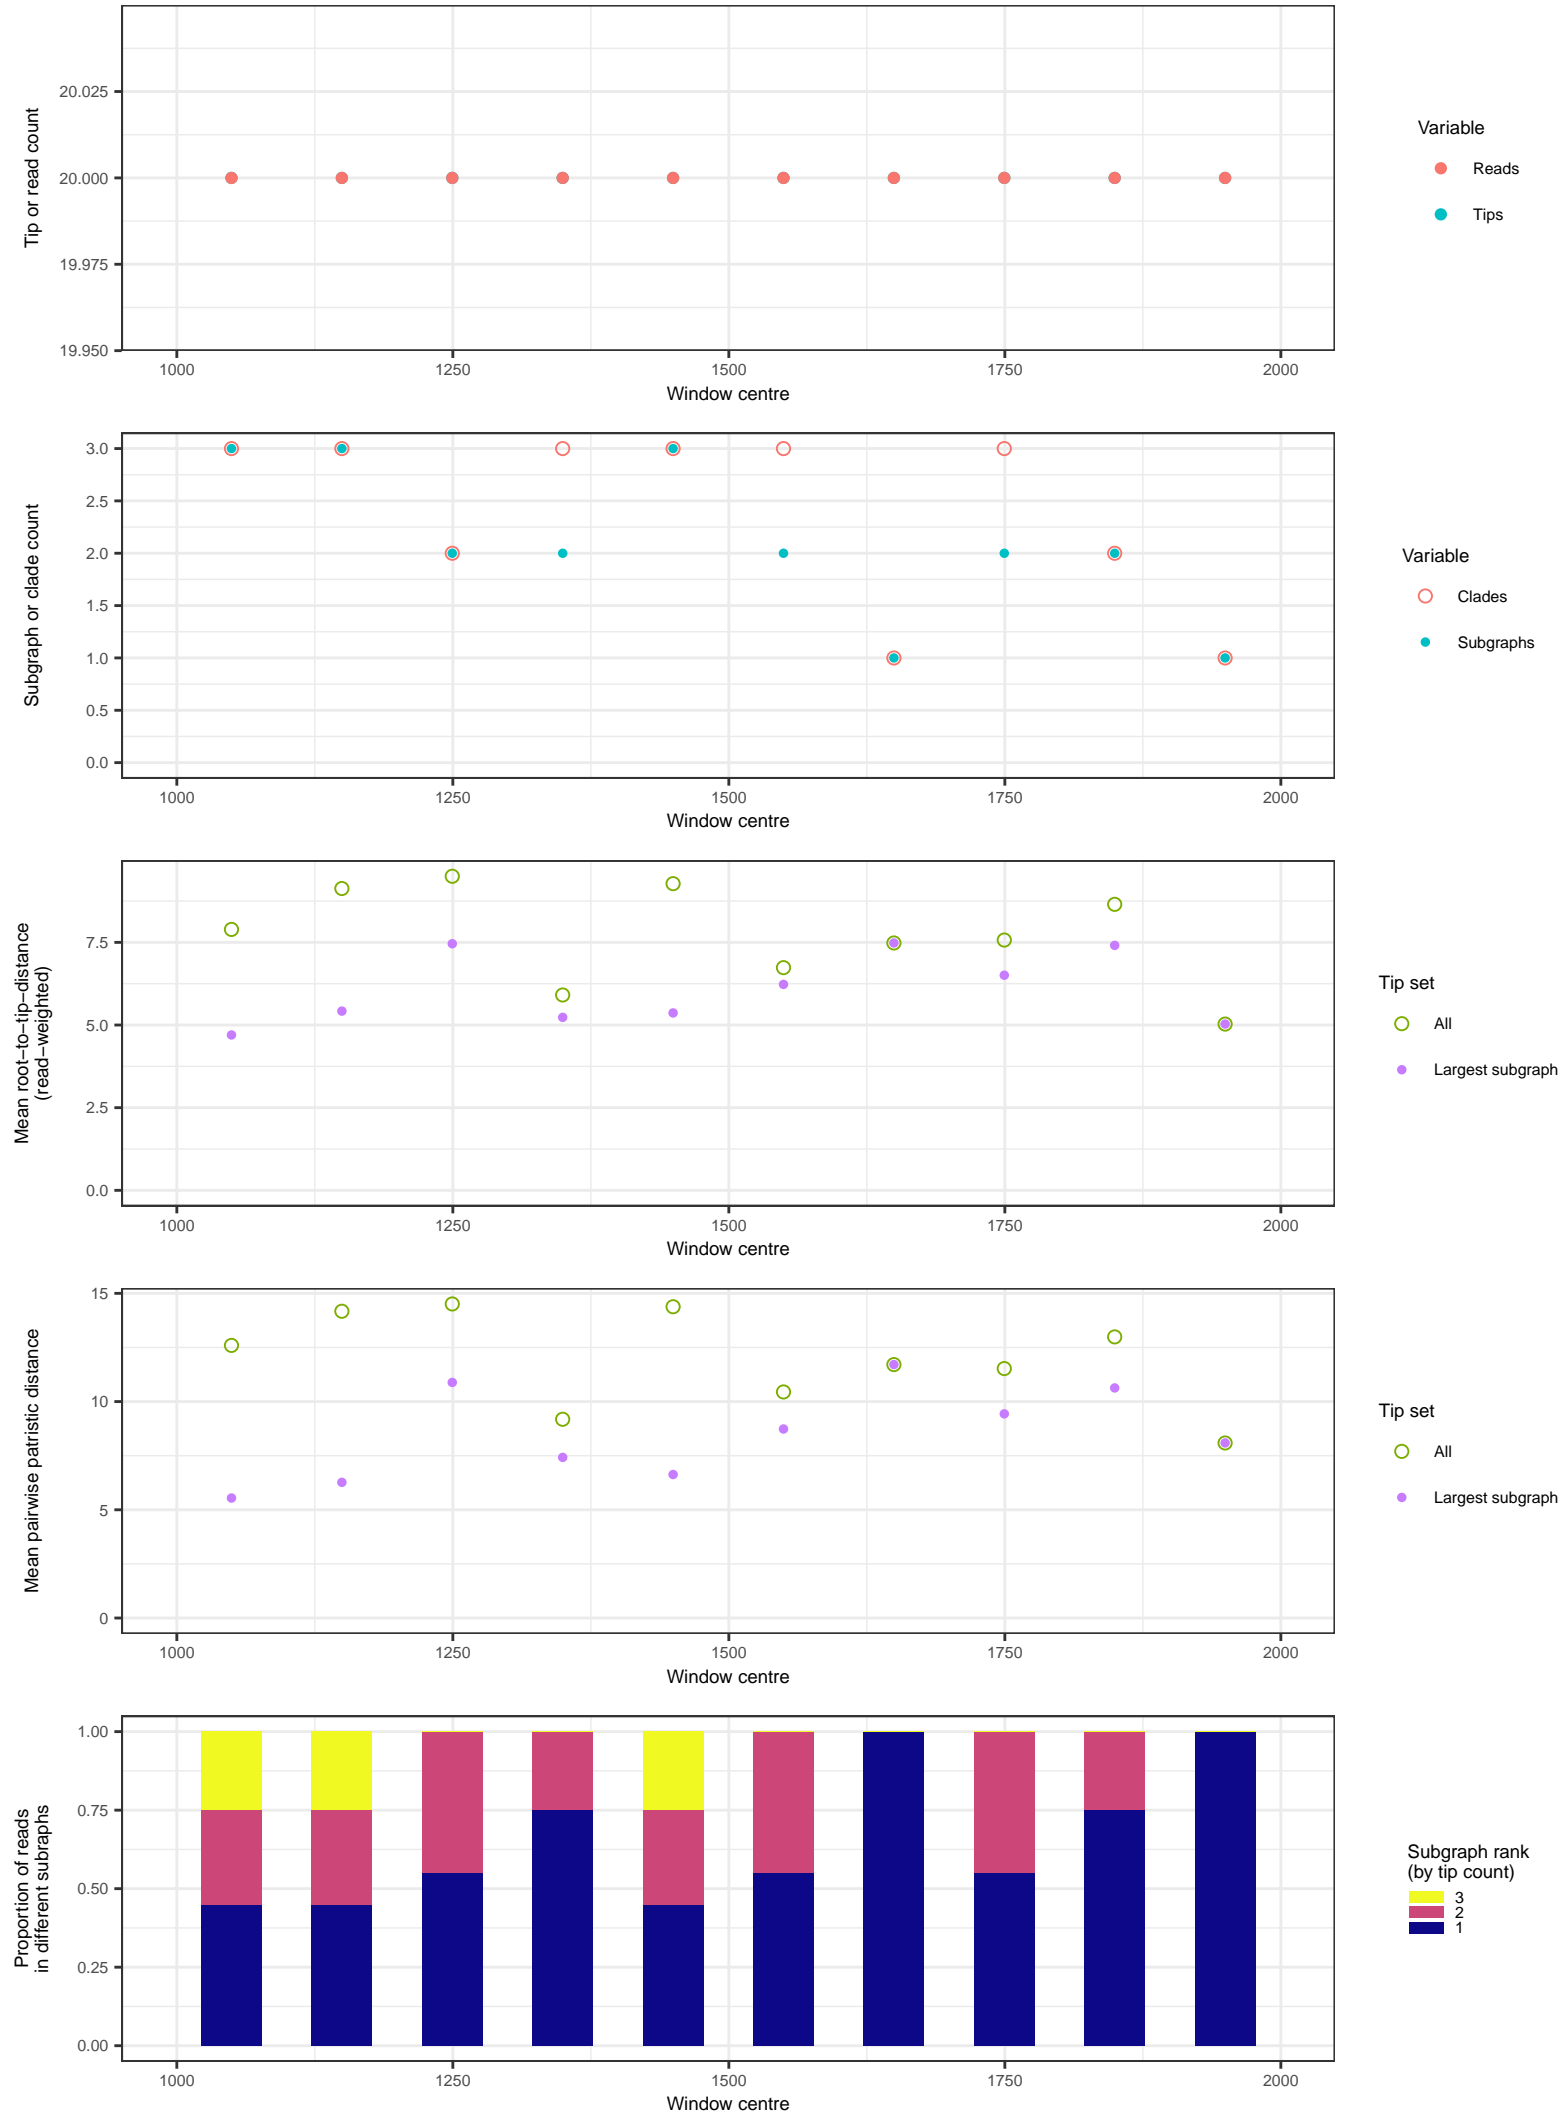 Tip or read count
20.025
20.000
19.975
19.950
1000
1250
1500
1750
2000
Window centre
Variable
Reads
Tips
Subgraph or clade count
3.0
2.5
2.0
1.5
1.0
0.5
0.0
1000
1250
1500
1750
2000
Window centre
Variable
Clades
Subgraphs
Mean root−to−tip−distance
(read−weighted)
7.5
5.0
2.5
0.0
1000
1250
1500
1750
2000
Window centre
Tip set
All
Largest subgraph
Mean pairwise patristic distance
15
10
5
0
1000
1250
1500
1750
2000
Window centre
Tip set
All
Largest subgraph
Proportion of reads
in different subraphs
1.00
0.75
0.50
0.25
0.00
1000
1250
1500
1750
2000
Window centre
Subgraph rank
(by tip count)
3
2
1